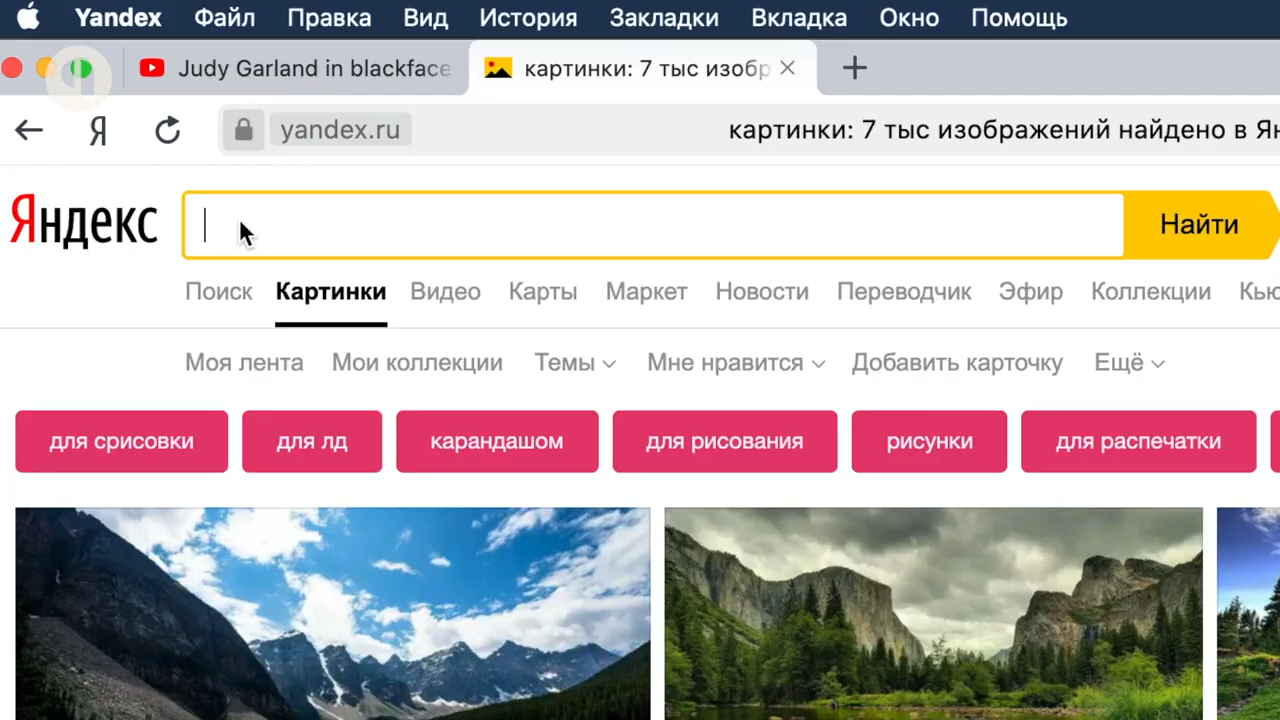 Yandex Файл Правка Вид История Закладки Вкладка Окно Помощь
Judy Garland in blackface картинки: 7 тыс изобр
Я yandex.ru картинки: 7 тыс изображений найдено в Ян
Яндекс Найти
Поиск Картинки Видео Карты Маркет Новости Переводчик Эфир Коллекции Кью
Моя лента Мои коллекции Темы Мне нравится Добавить карточку Ещё
для срисовки для лд карандашом для рисования рисунки для распечатки